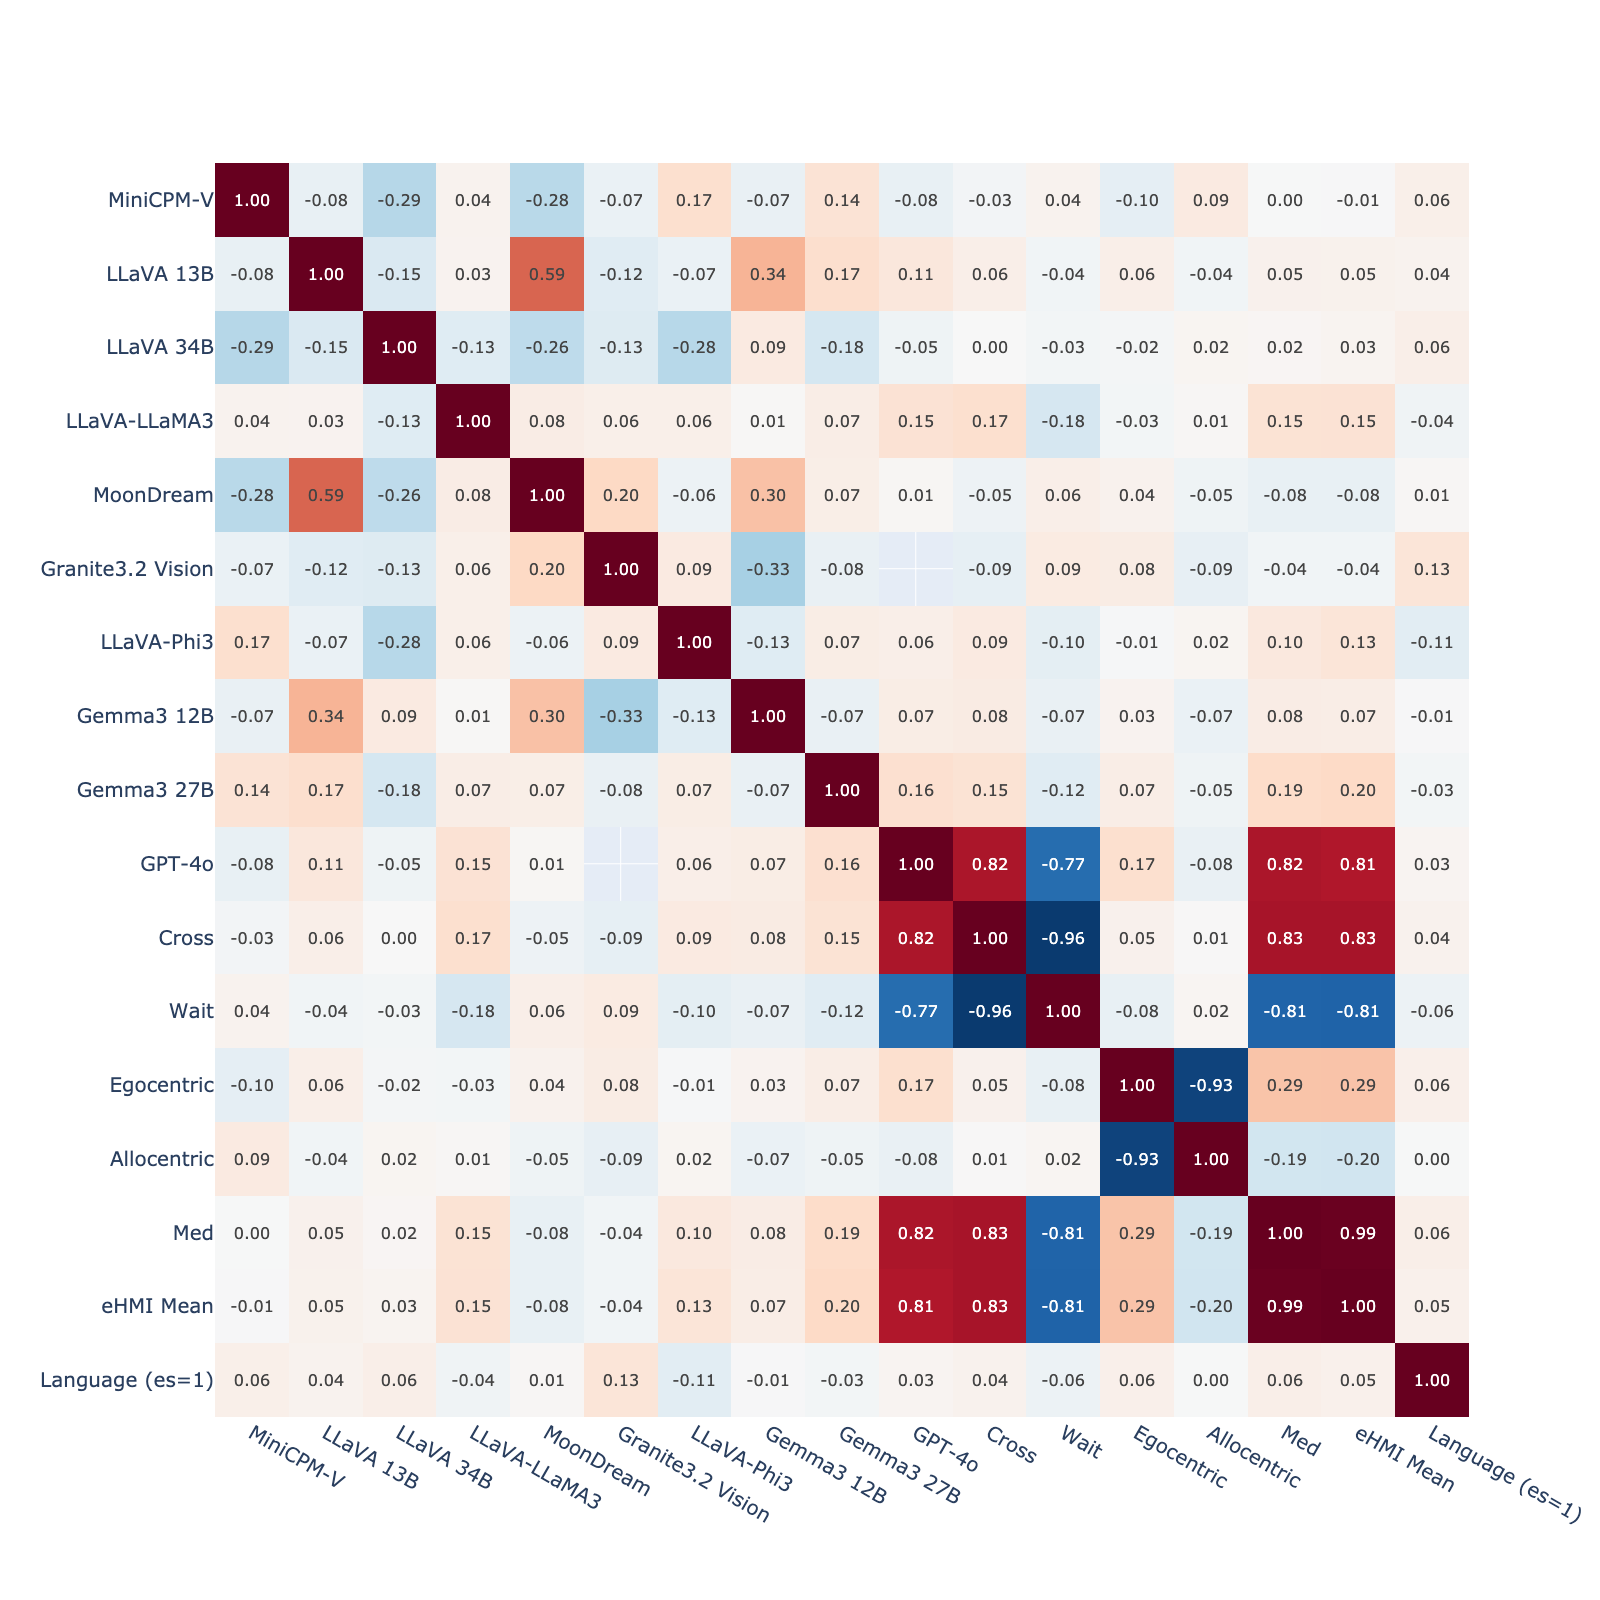 MiniCPM-V 1.00 -0.08 -0.29 0.04 -0.28 -0.07 0.17 -0.07 0.14 -0.08 -0.03 0.04 -0.10 0.09 0.00 -0.01 0.06
LLaVA 13B -0.08 1.00 -0.15 0.03 0.59 -0.12 -0.07 0.34 0.17 0.11 0.06 -0.04 0.06 -0.04 0.05 0.05 0.04
LLaVA 34B -0.29 -0.15 1.00 -0.13 -0.26 -0.13 -0.28 0.09 -0.18 -0.05 0.00 -0.03 -0.02 0.02 0.02 0.03 0.06
LLaVA-LLaMA3 0.04 0.03 -0.13 1.00 0.08 0.06 0.06 0.01 0.07 0.15 0.17 -0.18 -0.03 0.01 0.15 0.15 -0.04
MoonDream -0.28 0.59 -0.26 0.08 1.00 0.20 -0.06 0.30 0.07 0.01 -0.05 0.06 0.04 -0.05 -0.08 -0.08 0.01
Granite3.2 Vision -0.07 -0.12 -0.13 0.06 0.20 1.00 0.09 -0.33 -0.08 -0.09 0.09 0.08 -0.09 -0.04 -0.04 0.13
LLaVA-Phi3 0.17 -0.07 -0.28 0.06 -0.06 0.09 1.00 -0.13 0.07 0.06 0.09 -0.10 -0.01 0.02 0.10 0.13 -0.11
Gemma3 12B -0.07 0.34 0.09 0.01 0.30 -0.33 -0.13 1.00 -0.07 0.07 0.08 -0.07 0.03 -0.07 0.08 0.07 -0.01
Gemma3 27B 0.14 0.17 -0.18 0.07 0.07 -0.08 0.07 -0.07 1.00 0.16 0.15 -0.12 0.07 -0.05 0.19 0.20 -0.03
GPT-4o -0.08 0.11 -0.05 0.15 0.01 0.06 0.07 0.16 1.00 0.82 -0.77 0.17 -0.08 0.82 0.81 0.03
Cross -0.03 0.06 0.00 0.17 -0.05 -0.09 0.09 0.08 0.15 0.82 1.00 -0.96 0.05 0.01 0.83 0.83 0.04
Wait 0.04 -0.04 -0.03 -0.18 0.06 0.09 -0.10 -0.07 -0.12 -0.77 -0.96 1.00 -0.08 0.02 -0.81 -0.81 -0.06
Egocentric -0.10 0.06 -0.02 -0.03 0.04 0.08 -0.01 0.03 0.07 0.17 0.05 -0.08 1.00 -0.93 0.29 0.29 0.06
Allocentric 0.09 -0.04 0.02 0.01 -0.05 -0.09 0.02 -0.07 -0.05 -0.08 0.01 0.02 -0.93 1.00 -0.19 -0.20 0.00
Med 0.00 0.05 0.02 0.15 -0.08 -0.04 0.10 0.08 0.19 0.82 0.83 -0.81 0.29 -0.19 1.00 0.99 0.06
eHMI Mean -0.01 0.05 0.03 0.15 -0.08 -0.04 0.13 0.07 0.20 0.81 0.83 -0.81 0.29 -0.20 0.99 1.00 0.05
Language (es=1) 0.06 0.04 0.06 -0.04 0.01 0.13 -0.11 -0.01 -0.03 0.03 0.04 -0.06 0.06 0.00 0.06 0.05 1.00
MiniCPM-V LLaVA 13B LLaVA 34B LLaVA-LLaMA3 MoonDream Granite3.2 Vision LLaVA-Phi3 Gemma3 12B Gemma3 27B GPT-4o Cross Wait Egocentric Allocentric Med eHMI Mean Language (es=1)